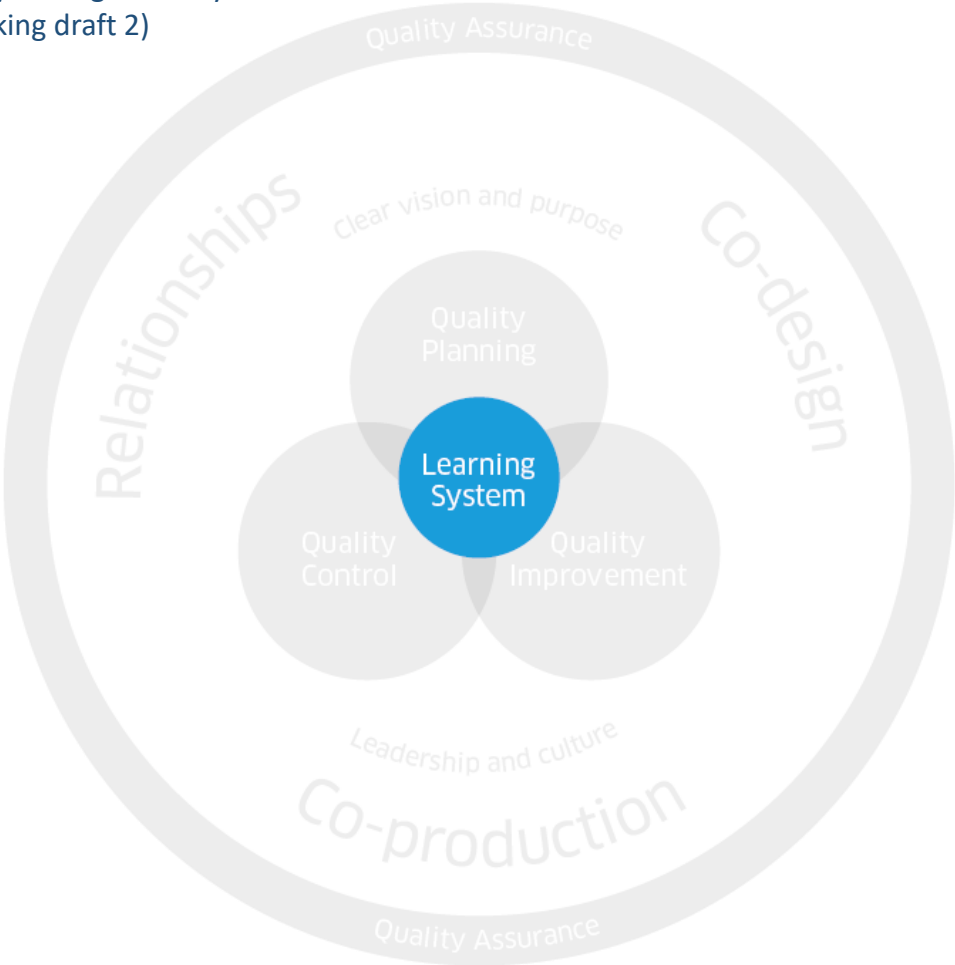 king draft 2)
Quality Assurance
Clear vision and purpose
Relationships
Co-design
Quality
Planning
Learning
System
Quality
Control
Quality
Improvement
Leadership and culture
Co-production
Quality Assurance